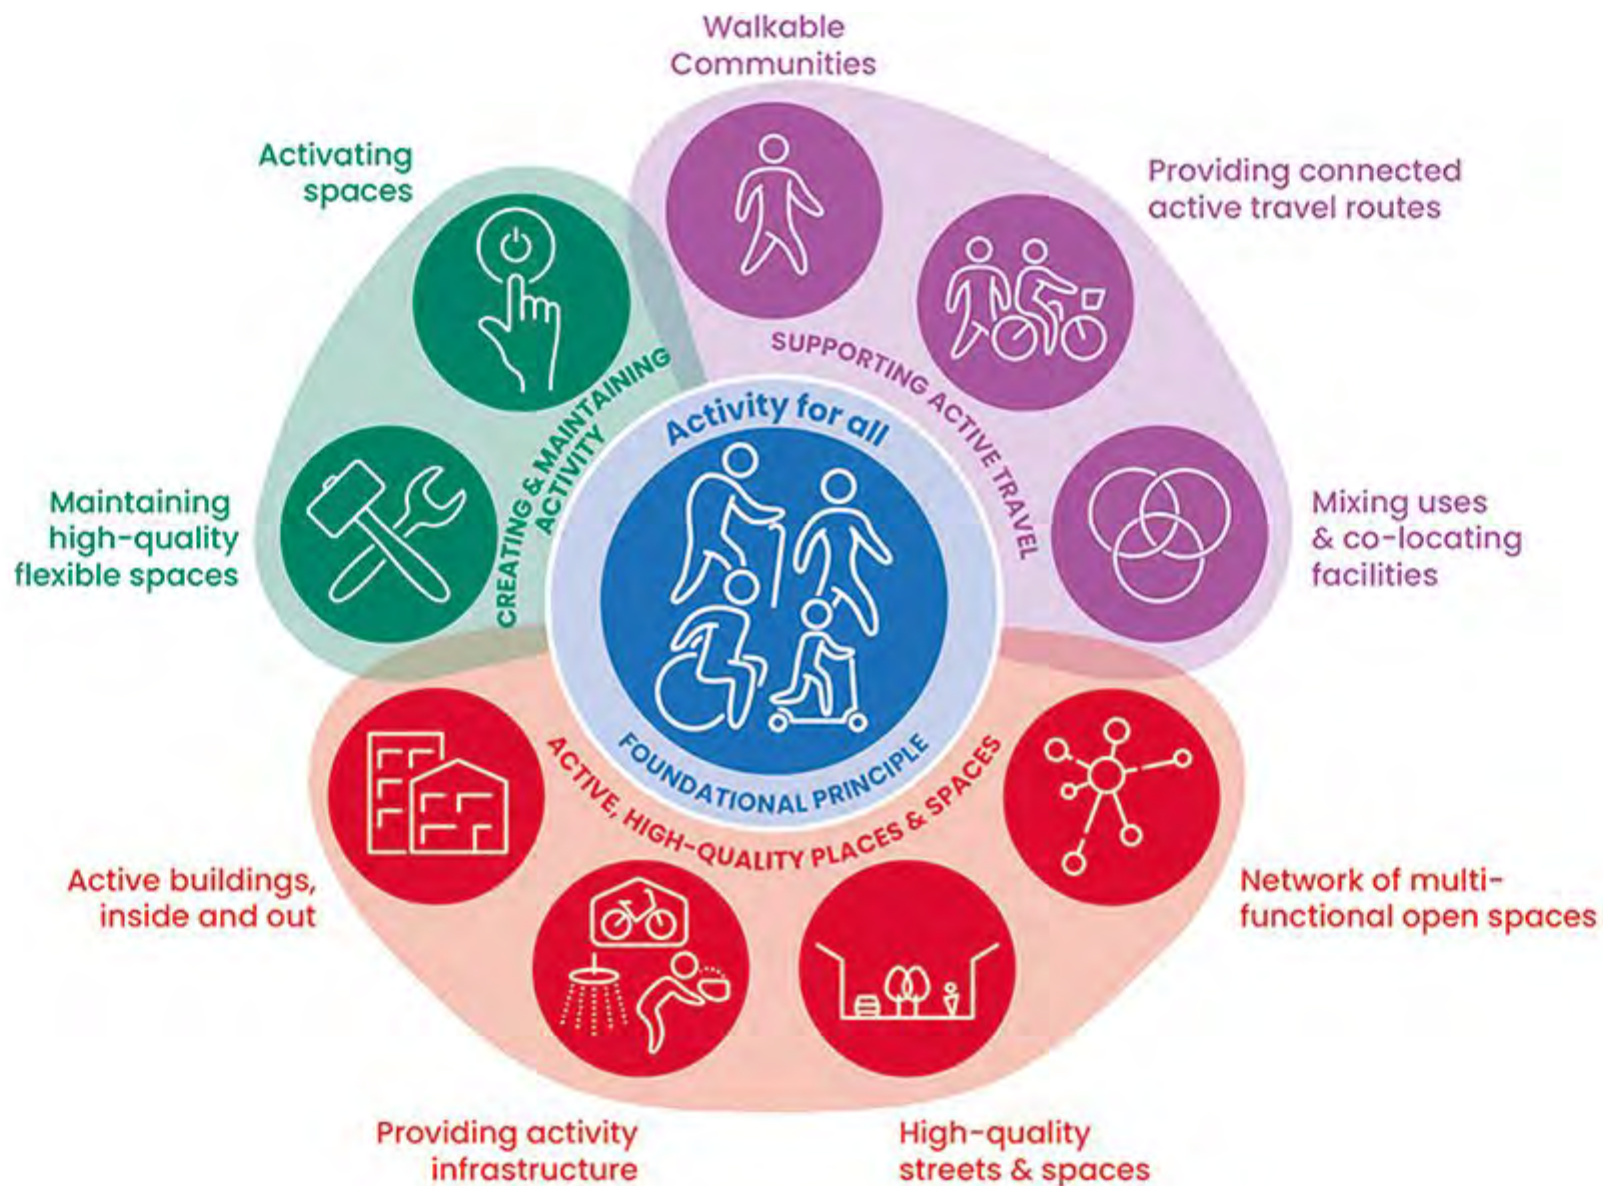 Walkable
Communities
Providing connected
active travel routes
Mixing uses
& co-locating
facilities
SUPPORTING ACTIVE TRAVEL
Activating
spaces
Maintaining
high-quality
flexible spaces
CREATING & MAINTAINING
ACTIVITY
Activity for all
FOUNDATIONAL PRINCIPLE
ACTIVE, HIGH-QUALITY PLACES & SPACES
Active buildings,
inside and out
Network of multi-
functional open spaces
Providing activity
infrastructure
High-quality
streets & spaces